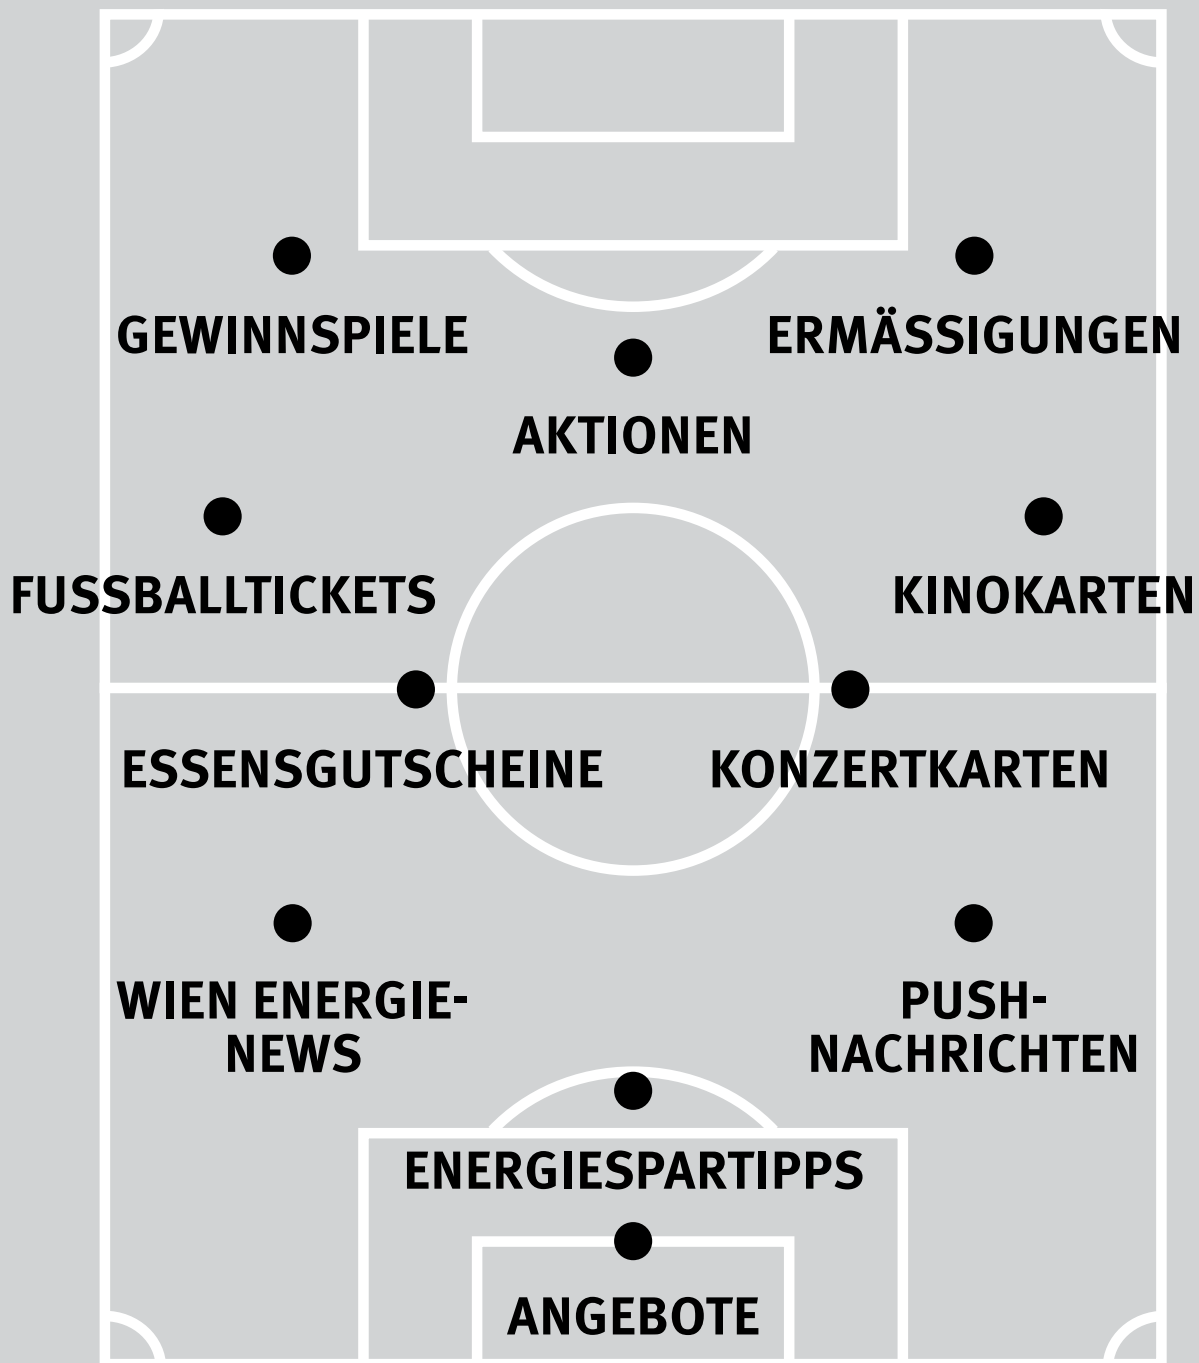 GEWINNSPIELE
ERMÄSSIGUNGEN
AKTIONEN
FUSSBALLTICKETS
KINOKARTEN
ESSENSGUTSCHEINE
KONZERTKARTEN
WIEN ENERGIE-
NEWS
PUSH-
NACHRICHTEN
ENERGIESPARTIPPS
ANGEBOTE